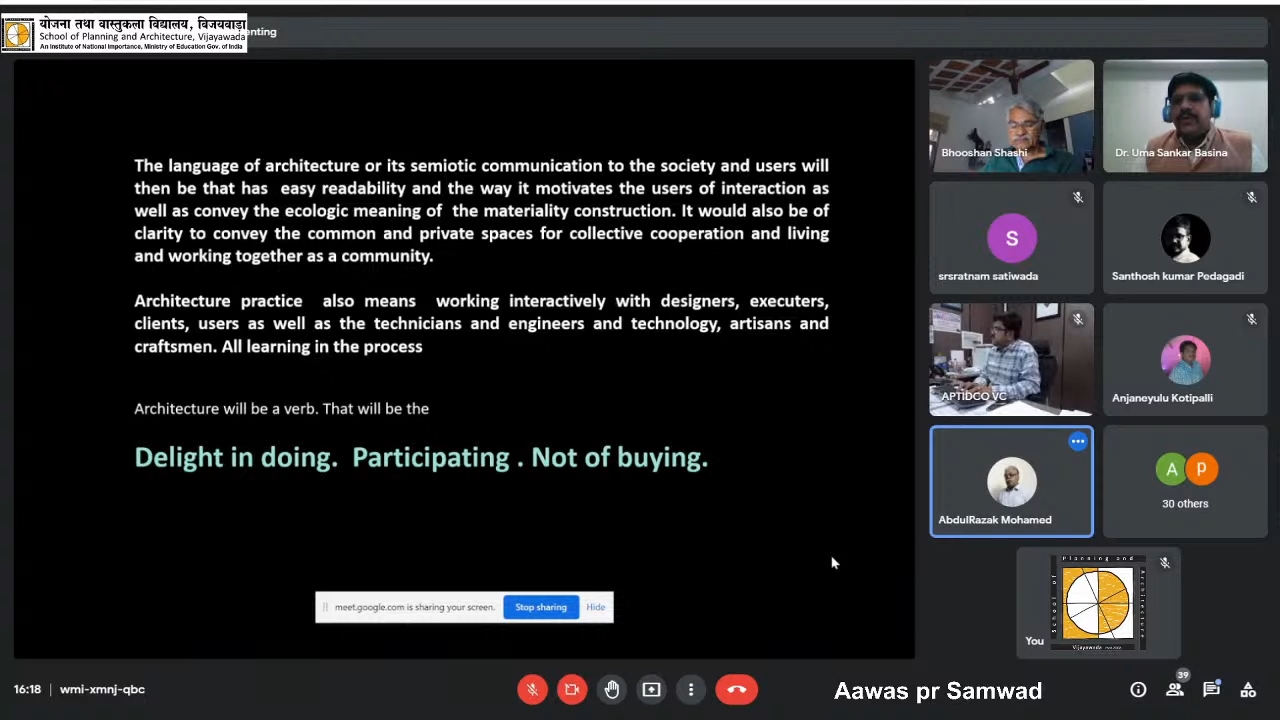 योजना तथा वास्तुकला विद्यालय, विजयवाड़ा
School of Planning and Architecture, Vijayawada
An Institute of National Importance, Ministry of Education Gov. of India
enting
The language of architecture or its semiotic communication to the society and users will
then be that has easy readability and the way it motivates the users of interaction as
well as convey the ecologic meaning of the materiality construction. It would also be of
clarity to convey the common and private spaces for collective cooperation and living
and working together as a community.
Architecture practice also means working interactively with designers, executers,
clients, users as well as the technicians and engineers and technology, artisans and
craftsmen. All learning in the process
Architecture will be a verb. That will be the
Delight in doing. Participating . Not of buying.
meet.google.com is sharing your screen.
Stop sharing
Hide
Bhooshan Shashi
Dr. Uma Sankar Basina
S
srsratnam satiwada
Santhosh kumar Pedagadi
APTIDCO VC
Anjaneyulu Kotipalli
AbdulRazak Mohamed
A
P
30 others
Planning and
School of
Architecture
Vijayawada
You
16:18
wmi-xmnj-qbc
Aawas pr Samwad
39